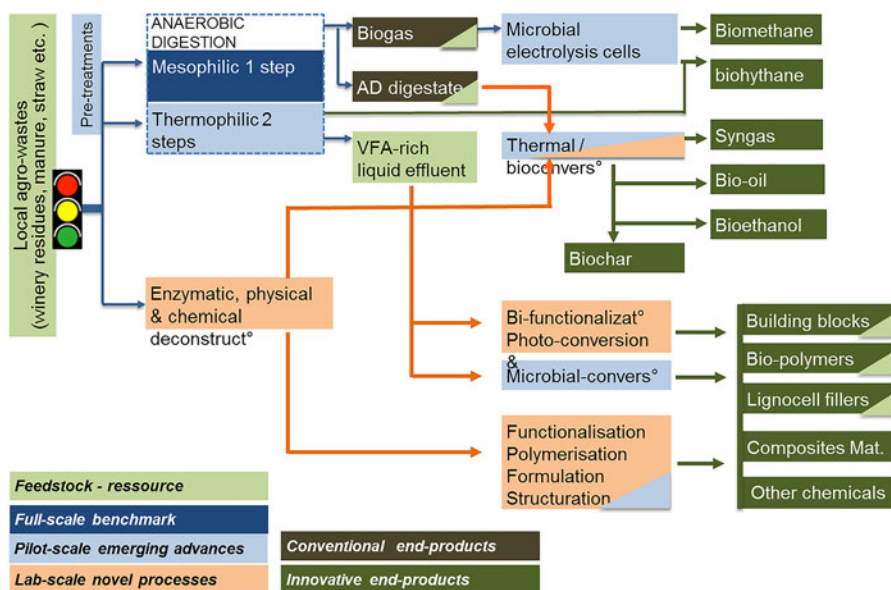 Local agro-wastes
(winery residues, manure, straw etc.)
Pre-treatments
ANAEROBIC
DIGESTION
Mesophilic 1 step
Thermophilic 2
steps
Biogas
AD digestate
VFA-rich
liquid effluent
Microbial
electrolysis cells
Biomethane
biohythane
Thermal /
bioconvers°
Syngas
Bio-oil
Bioethanol
Biochar
Enzymatic, physical
& chemical
deconstruct°
Bi-functionalizat°
Photo-conversion
&
Microbial-convers°
Functionalisation
Polymerisation
Formulation
Structuration
Building blocks
Bio-polymers
Lignocell fillers
Composites Mat.
Other chemicals
Feedstock - ressource
Full-scale benchmark
Pilot-scale emerging advances
Lab-scale novel processes
Conventional end-products
Innovative end-products